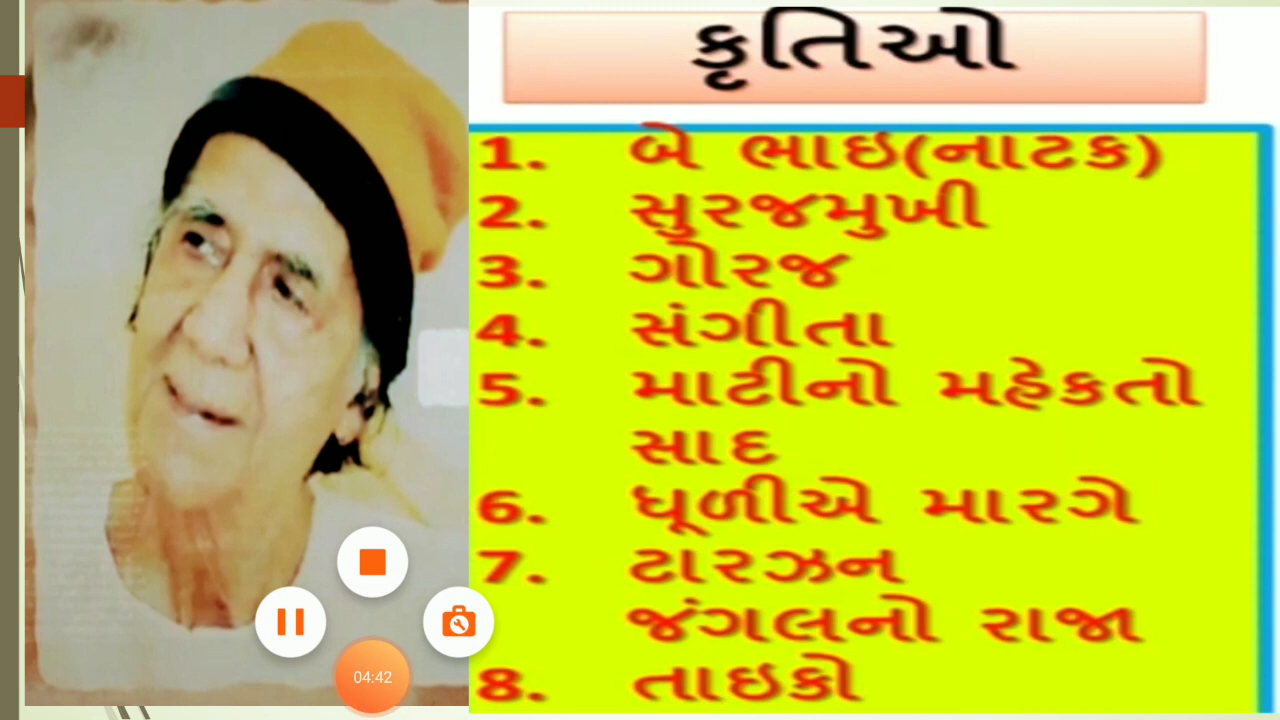 કૃતિઓ
1. બે ભાઇ(નાટક)
2. સુરજમુખી
3. ગોરજ
4. સંગીતા
5. માટીનો મહેકતો
સાદ
6. ધૂળીએ મારગે
7. ટારઝન
જંગલનો રાજા
8. તાઇકો
04:42